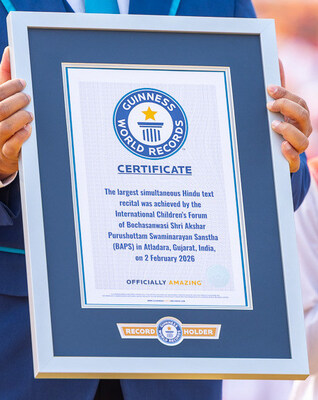 GUINNESS
WORLD RECORDS
CERTIFICATE
The largest simultaneous Hindu text
recital was achieved by the
International Children's Forum
of Bochasanwasi Shri Akshar
Purushottam Swaminarayan Sanstha
(BAPS) in Atladara, Gujarat, India,
on 2 February 2026
OFFICIALLY AMAZING
RECORD HOLDER